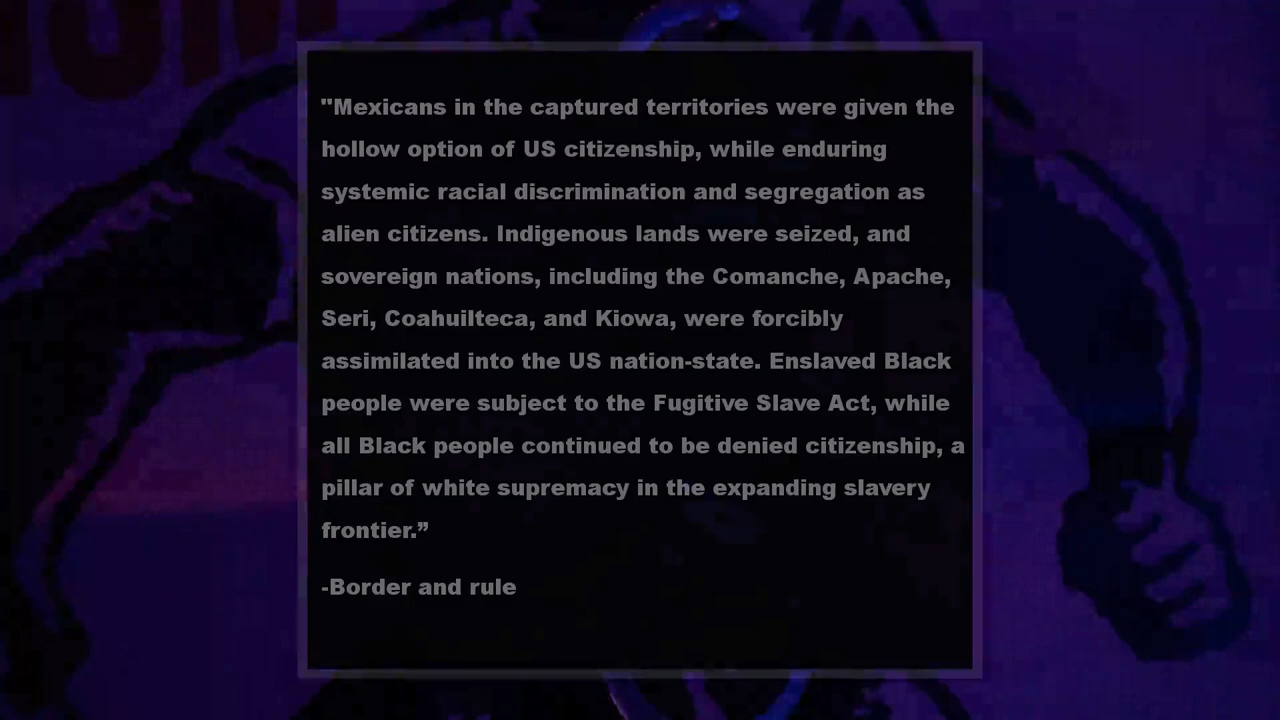 "Mexicans in the captured territories were given the
hollow option of US citizenship, while enduring
systemic racial discrimination and segregation as
alien citizens. Indigenous lands were seized, and
sovereign nations, including the Comanche, Apache,
Seri, Coahuilteca, and Kiowa, were forcibly
assimilated into the US nation-state. Enslaved Black
people were subject to the Fugitive Slave Act, while
all Black people continued to be denied citizenship, a
pillar of white supremacy in the expanding slavery
frontier.”
-Border and rule